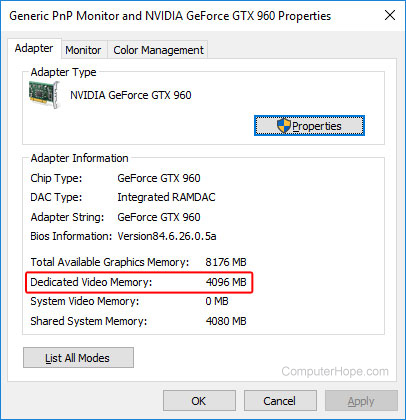 Generic PnP Monitor and NVIDIA GeForce GTX 960 Properties
Adapter Monitor Color Management
Adapter Type
NVIDIA GeForce GTX 960
Properties
Adapter Information
Chip Type: GeForce GTX 960
DAC Type: Integrated RAMDAC
Adapter String: GeForce GTX 960
Bios Information: Version84.6.26.0.5a
Total Available Graphics Memory: 8176 MB
Dedicated Video Memory: 4096 MB
System Video Memory: 0 MB
Shared System Memory: 4080 MB
List All Modes
ComputerHope.com
OK Cancel Apply